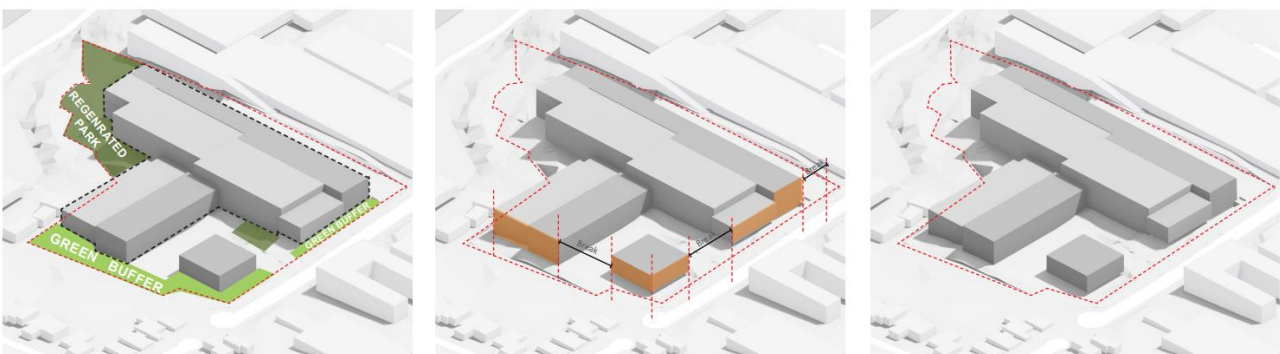 REGENRATED
PARK
GREEN BUFFER
GREEN BUFFER
Break
Break
Break